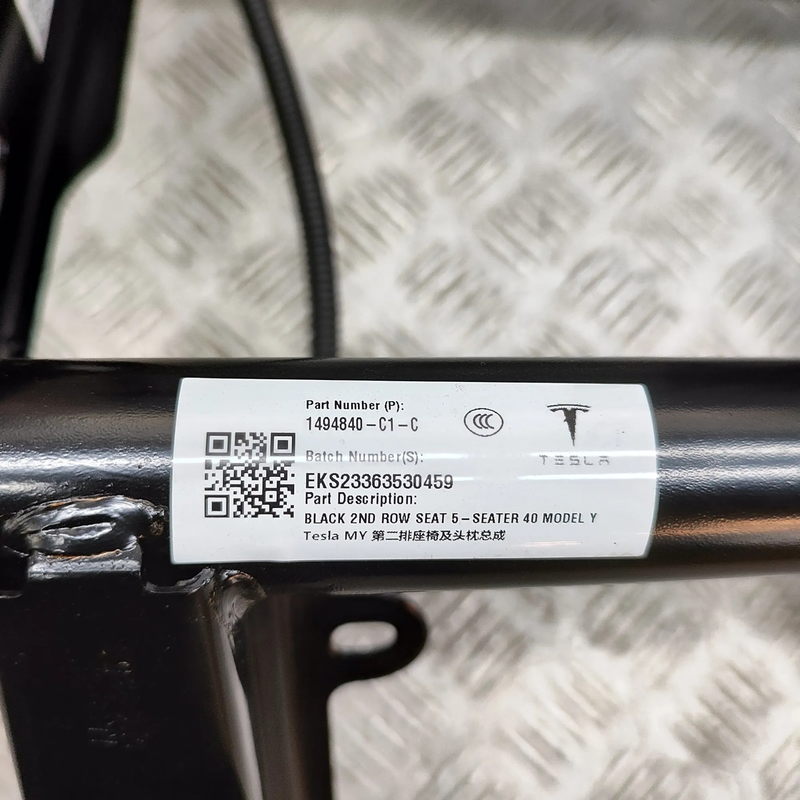 Part Number (P):
1494840-C1-C
CCC
TESLA
Batch Number(S):
EKS23363530459
Part Description:
BLACK 2ND ROW SEAT 5-SEATER 40 MODEL Y
Tesla MY 第二排座椅及头枕总成